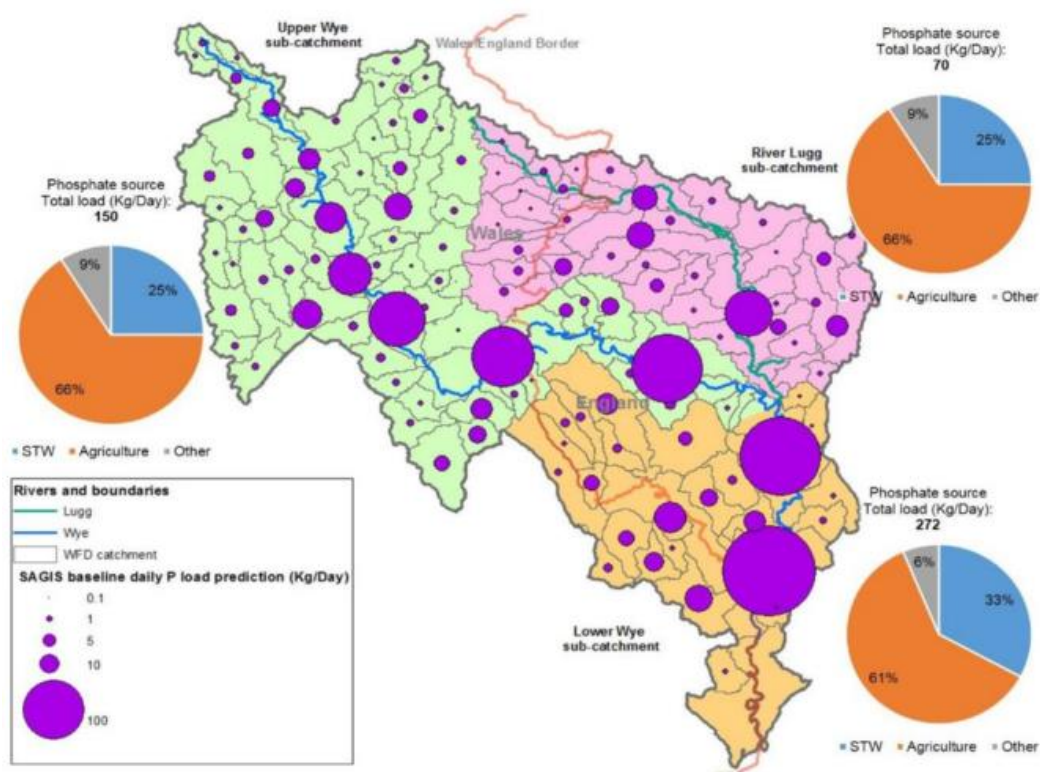 Upper Wye
sub-catchment
Wales/England Border
Phosphate source
Total load (Kg/Day):
70
9%
25%
66%
STW Agriculture Other
River Lugg
sub-catchment
Phosphate source
Total load (Kg/Day):
150
9%
25%
66%
STW Agriculture Other
Wales
England
Rivers and boundaries
Lugg
Wye
WFD catchment
SAGIS baseline daily P load prediction (Kg/Day)
0.1
1
5
10
100
Lower Wye
sub-catchment
Phosphate source
Total load (Kg/Day):
272
6%
33%
61%
STW Agriculture Other